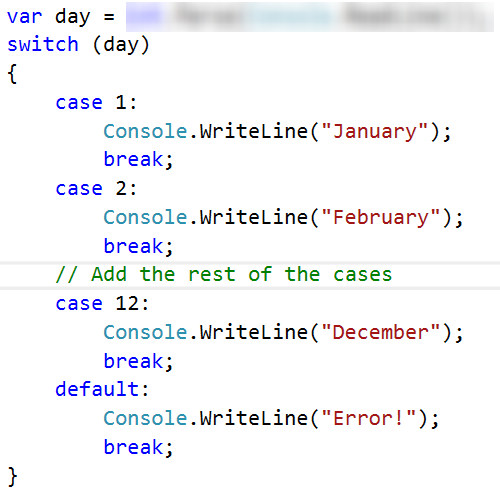 var day =
switch (day)
{
    case 1:
        Console.WriteLine("January");
        break;
    case 2:
        Console.WriteLine("February");
        break;
    // Add the rest of the cases
    case 12:
        Console.WriteLine("December");
        break;
    default:
        Console.WriteLine("Error!");
        break;
}